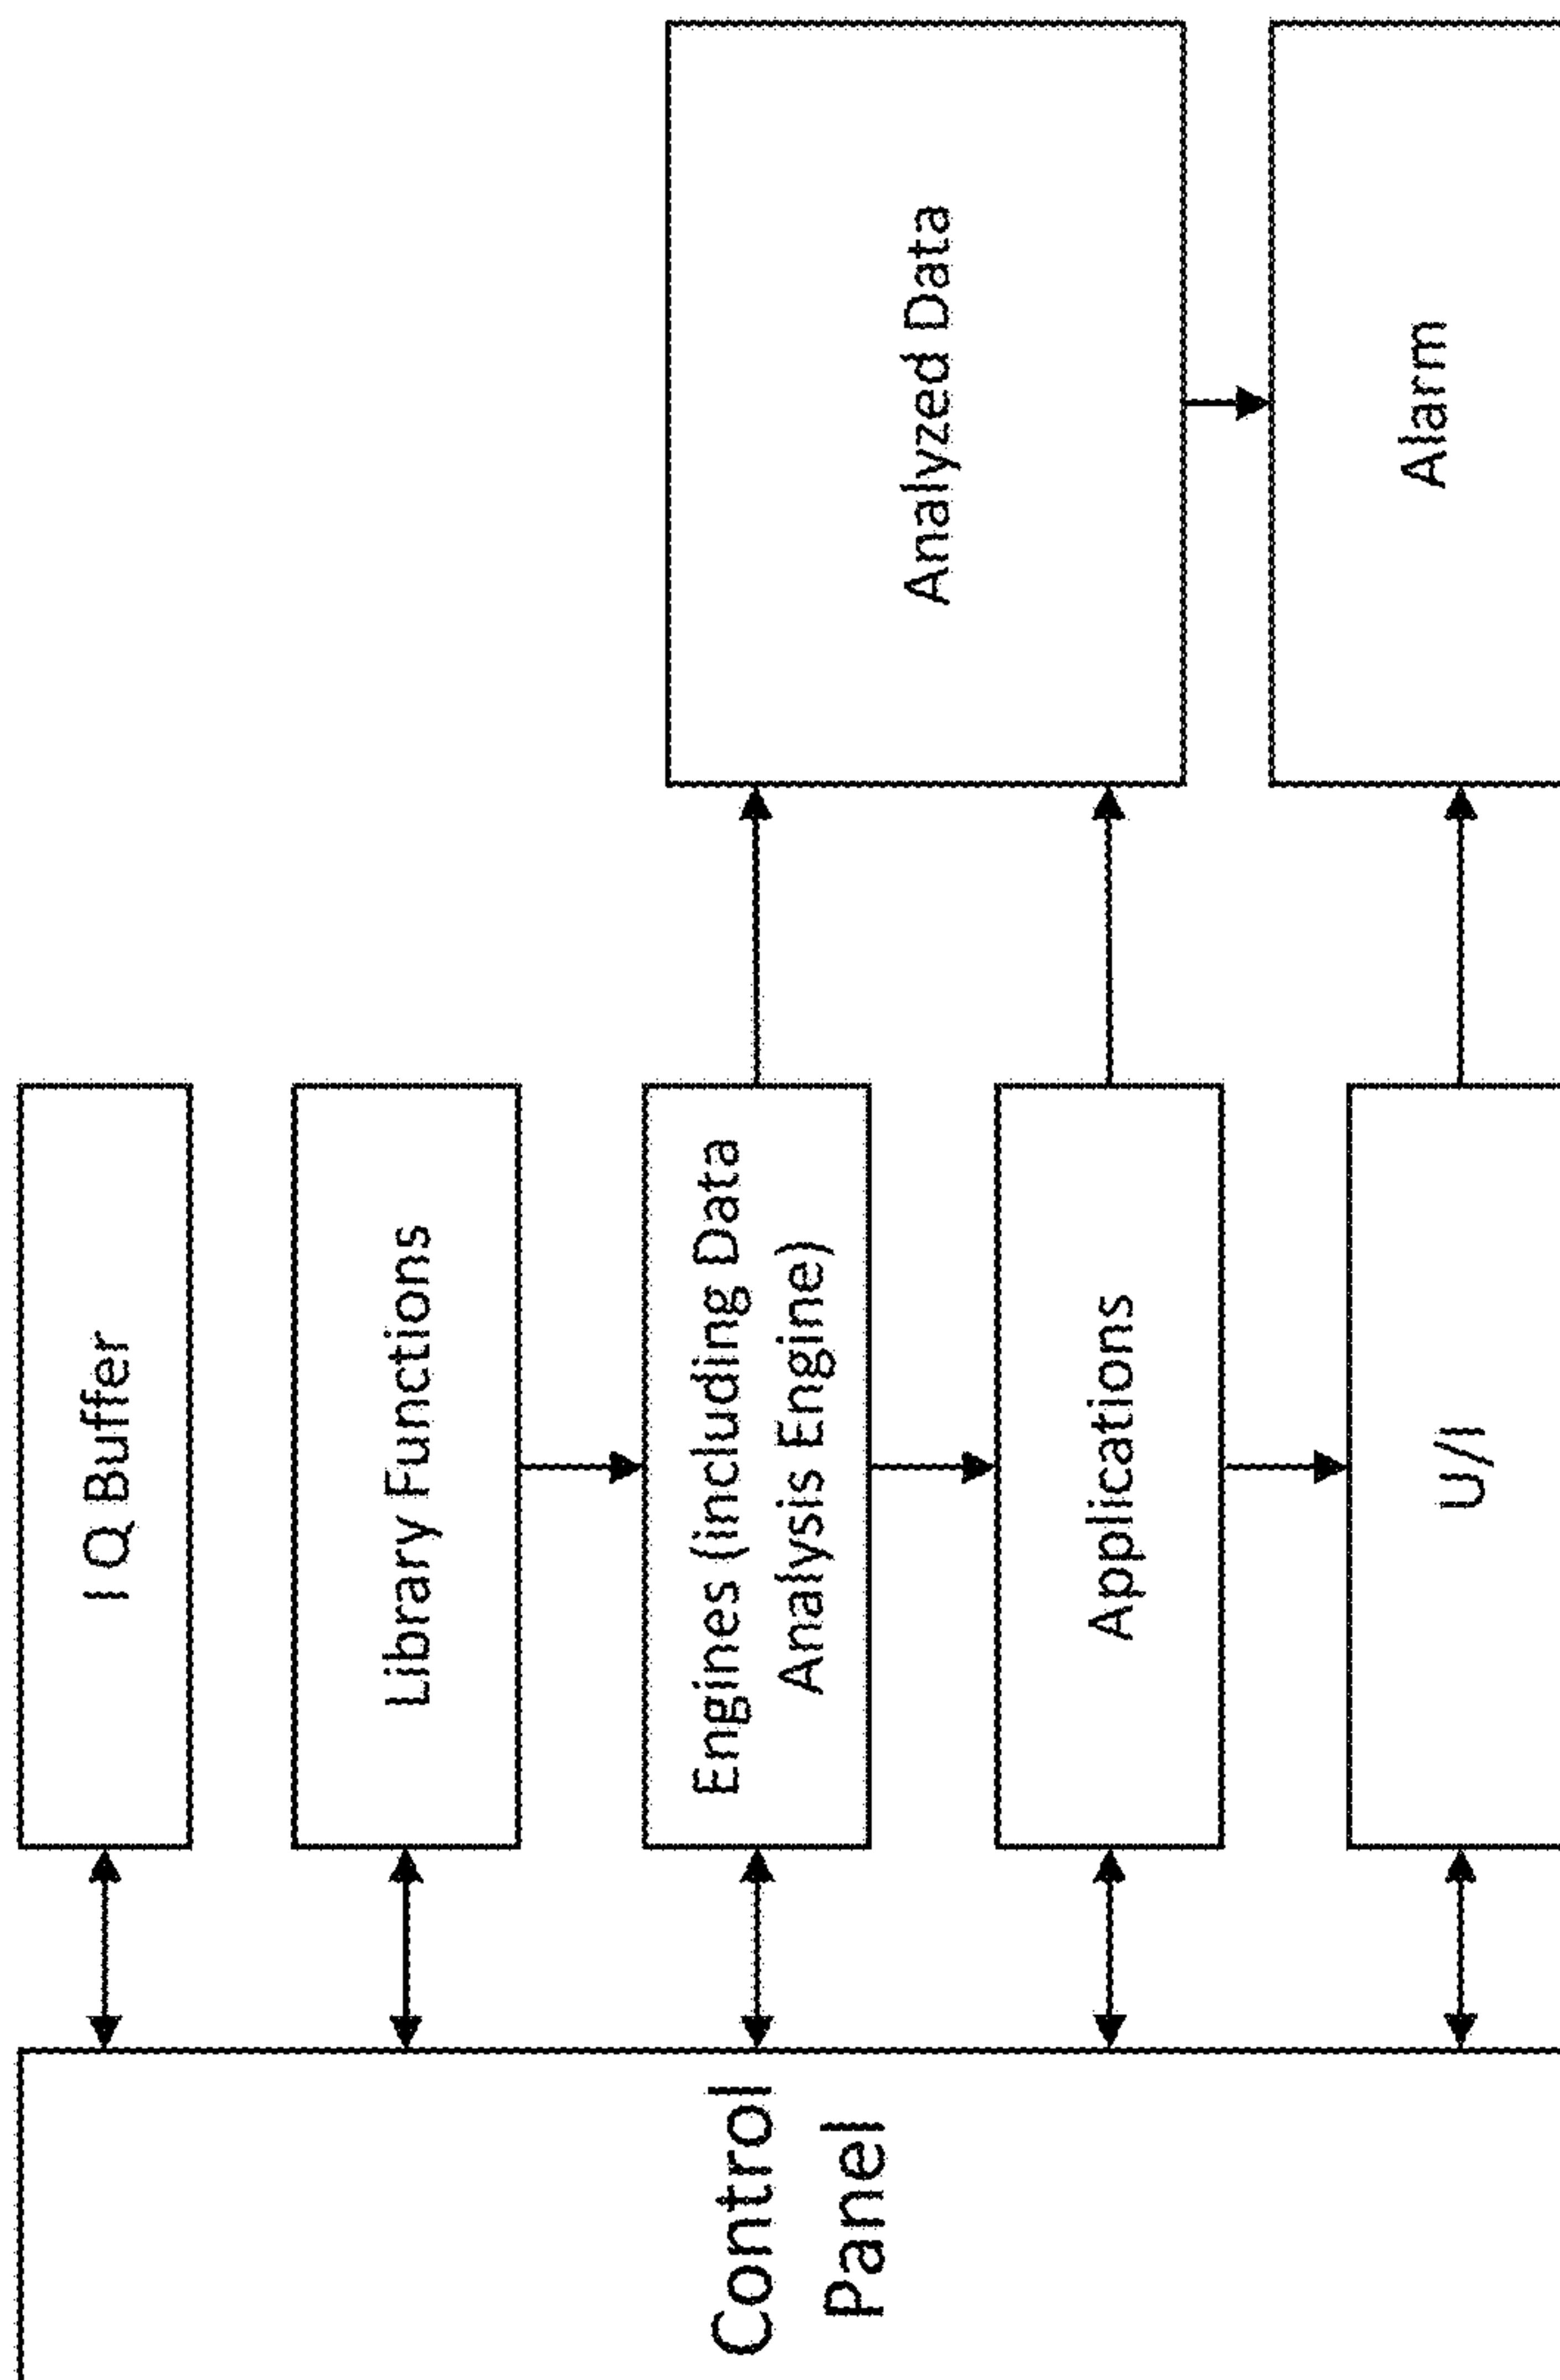 Control
Panel
I Q Buffer
Library Functions
Engines (including Data
Analysis Engine)
Applications
U/I
Analyzed Data
Alarm